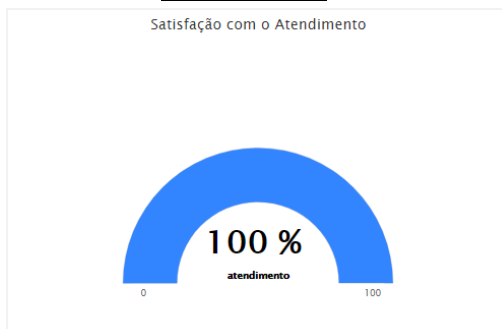 Satisfação com o Atendimento
100 %
atendimento
0
100